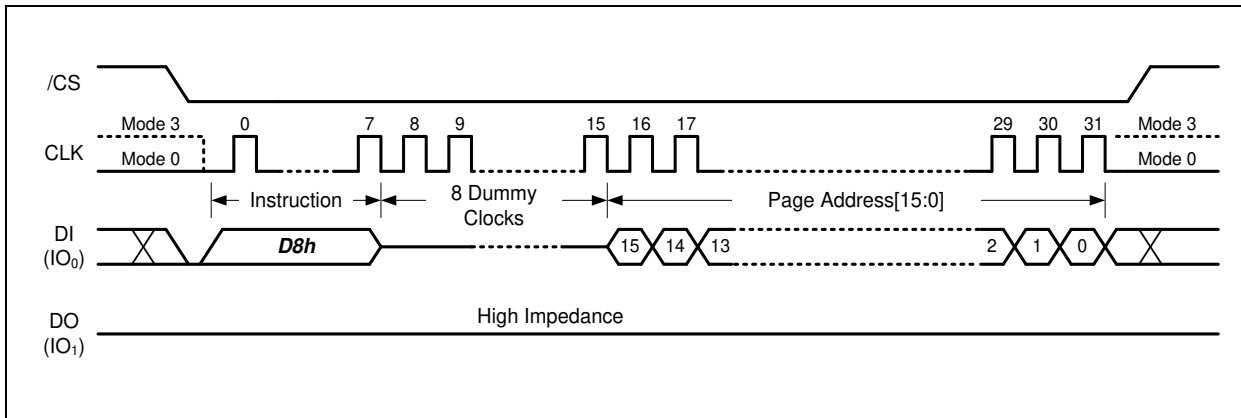 /CS
Mode 3 0 7 8 9 15 16 17 29 30 31 Mode 3
CLK
Mode 0 Mode 0
Instruction 8 Dummy Clocks Page Address[15:0]
DI
(IO₀)
D8h 15 14 13 2 1 0
High Impedance
DO
(IO₁)